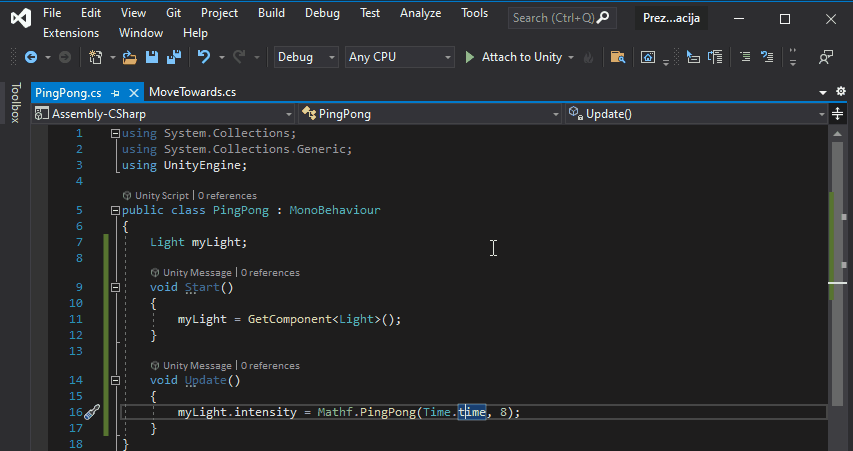 File Edit View Git Project Build Debug Test Analyze Tools Search (Ctrl+Q) Prez...acija
Extensions Window Help
Debug Any CPU Attach to Unity
Toolbox
PingPong.cs MoveTowards.cs
Assembly-CSharp PingPong Update()
1 using System.Collections;
2 using System.Collections.Generic;
3 using UnityEngine;
4
Unity Script | 0 references
5 public class PingPong : MonoBehaviour
6 {
7 Light myLight;
8
Unity Message | 0 references
9 void Start()
10 {
11 myLight = GetComponent<Light>();
12 }
13
Unity Message | 0 references
14 void Update()
15 {
16 myLight.intensity = Mathf.PingPong(Time.time, 8);
17 }
18 }